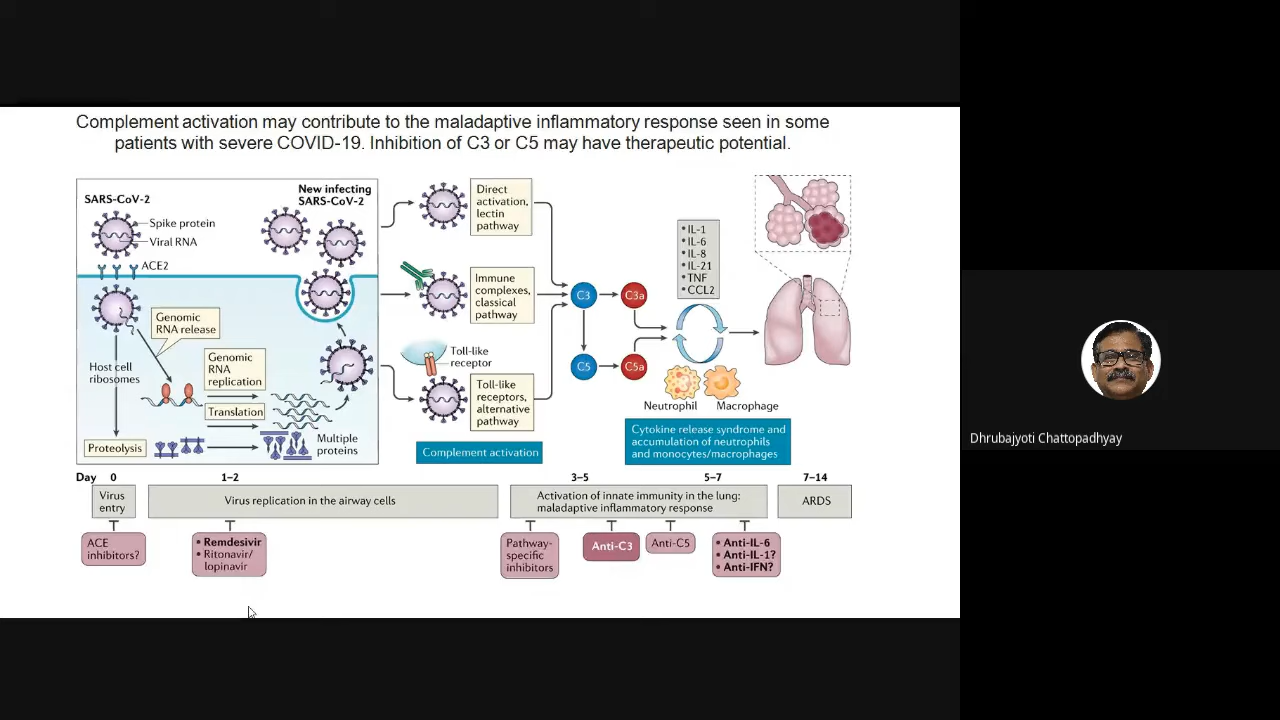 Complement activation may contribute to the maladaptive inflammatory response seen in some
patients with severe COVID-19. Inhibition of C3 or C5 may have therapeutic potential.
SARS-CoV-2
Spike protein
Viral RNA
ACE2
New infecting
SARS-CoV-2
Genomic
RNA release
Host cell
ribosomes
Genomic
RNA
replication
Translation
Proteolysis
Multiple
proteins
Direct
activation,
lectin
pathway
Immune
complexes,
classical
pathway
Toll-like
receptor
Toll-like
receptors,
alternative
pathway
Complement activation
C3
C3a
C5
C5a
• IL-1
• IL-6
• IL-8
• IL-21
• TNF
• CCL2
Neutrophil
Macrophage
Cytokine release syndrome and
accumulation of neutrophils
and monocytes/macrophages
Day 0 1–2 3–5 5–7 7–14
Virus
entry
Virus replication in the airway cells
Activation of innate immunity in the lung:
maladaptive inflammatory response
ARDS
ACE
inhibitors?
• Remdesivir
• Ritonavir/
lopinavir
Pathway-
specific
inhibitors
Anti-C3
Anti-C5
• Anti-IL-6
• Anti-IL-1?
• Anti-IFN?
Dhrubajyoti Chattopadhyay